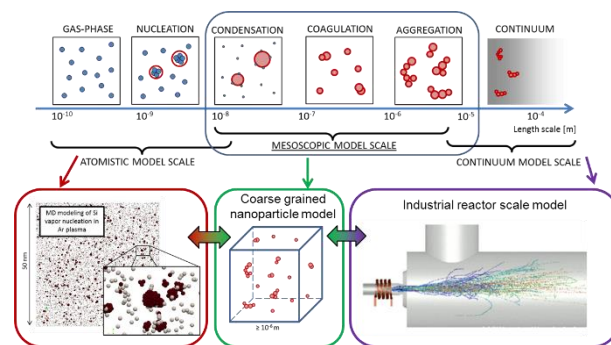 GAS-PHASE NUCLEATION CONDENSATION COAGULATION AGGREGATION CONTINUUM
10-10 10-9 10-8 10-7 10-6 10-5 10-4
Length scale [m]
ATOMISTIC MODEL SCALE MESOSCOPIC MODEL SCALE CONTINUUM MODEL SCALE
MD modeling of Si
vapor nucleation in
Ar plasma
50 nm
Coarse grained
nanoparticle model
≥ 10-6 m
Industrial reactor scale model